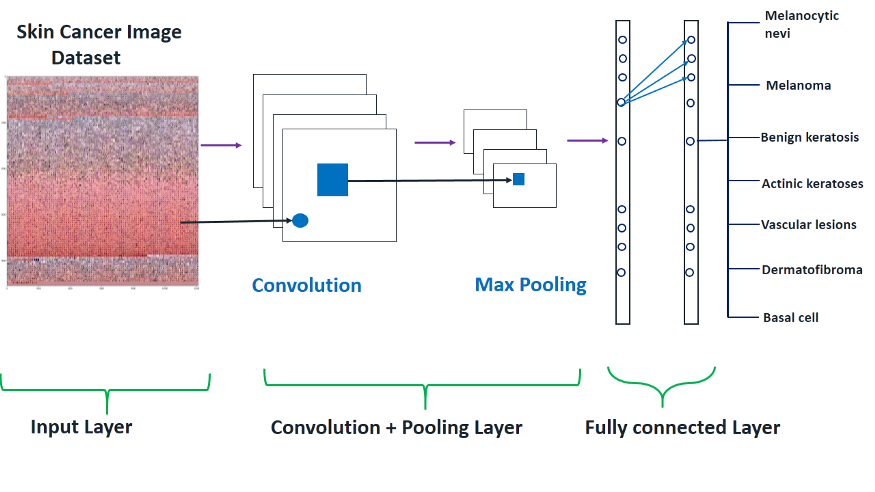 Skin Cancer Image
Dataset
Convolution
Max Pooling
Melanocytic
nevi
Melanoma
Benign keratosis
Actinic keratoses
Vascular lesions
Dermatofibroma
Basal cell
Input Layer
Convolution + Pooling Layer
Fully connected Layer